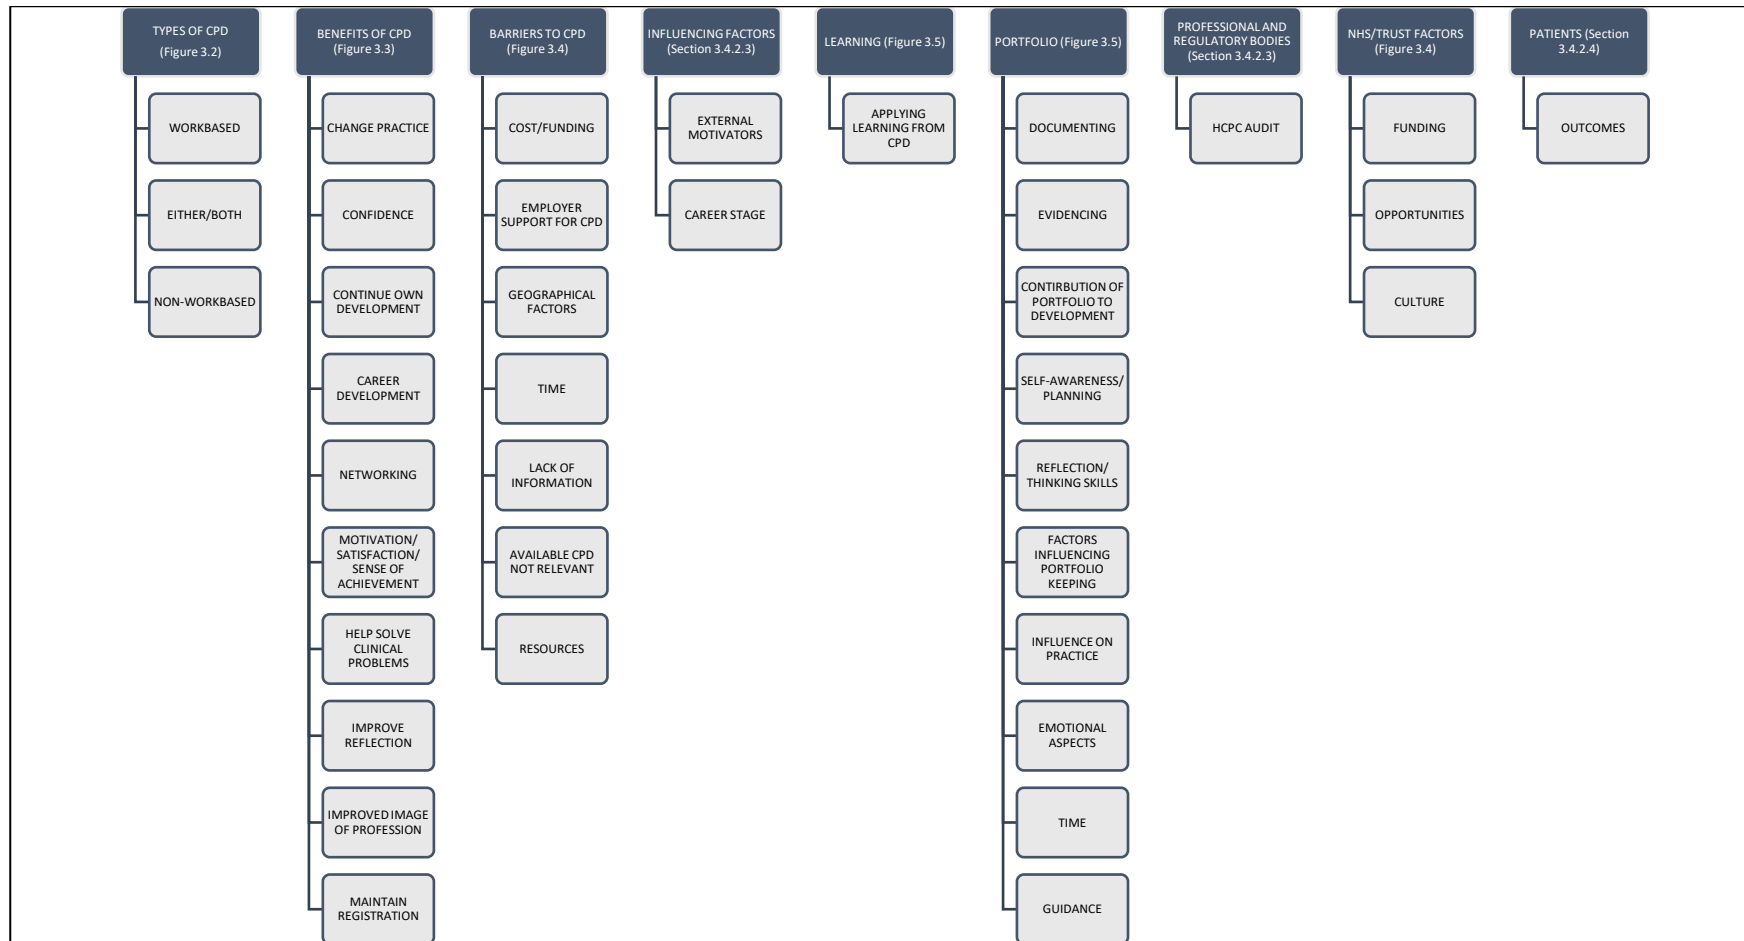 TYPES OF CPD
(Figure 3.2)
WORKBASED
EITHER/BOTH
NON-WORKBASED
BENEFITS OF CPD
(Figure 3.3)
CHANGE PRACTICE
CONFIDENCE
CONTINUE OWN
DEVELOPMENT
CAREER
DEVELOPMENT
NETWORKING
MOTIVATION/
SATISFACTION/
SENSE OF
ACHIEVEMENT
HELP SOLVE
CLINICAL
PROBLEMS
IMPROVE
REFLECTION
IMPROVED IMAGE
OF PROFESSION
MAINTAIN
REGISTRATION
BARRIERS TO CPD
(Figure 3.4)
COST/FUNDING
EMPLOYER
SUPPORT FOR CPD
GEOGRAPHICAL
FACTORS
TIME
LACK OF
INFORMATION
AVAILABLE CPD
NOT RELEVANT
RESOURCES
INFLUENCING FACTORS
(Section 3.4.2.3)
EXTERNAL
MOTIVATORS
CAREER STAGE
LEARNING (Figure 3.5)
APPLYING
LEARNING FROM
CPD
PORTFOLIO (Figure 3.5)
DOCUMENTING
EVIDENCING
CONTIRBUTION OF
PORTFOLIO TO
DEVELOPMENT
SELF-AWARENESS/
PLANNING
REFLECTION/
THINKING SKILLS
FACTORS
INFLUENCING
PORTFOLIO
KEEPING
INFLUENCE ON
PRACTICE
EMOTIONAL
ASPECTS
TIME
GUIDANCE
PROFESSIONAL AND
REGULATORY BODIES
(Section 3.4.2.3)
HCPC AUDIT
NHS/TRUST FACTORS
(Figure 3.4)
FUNDING
OPPORTUNITIES
CULTURE
PATIENTS (Section
3.4.2.4)
OUTCOMES